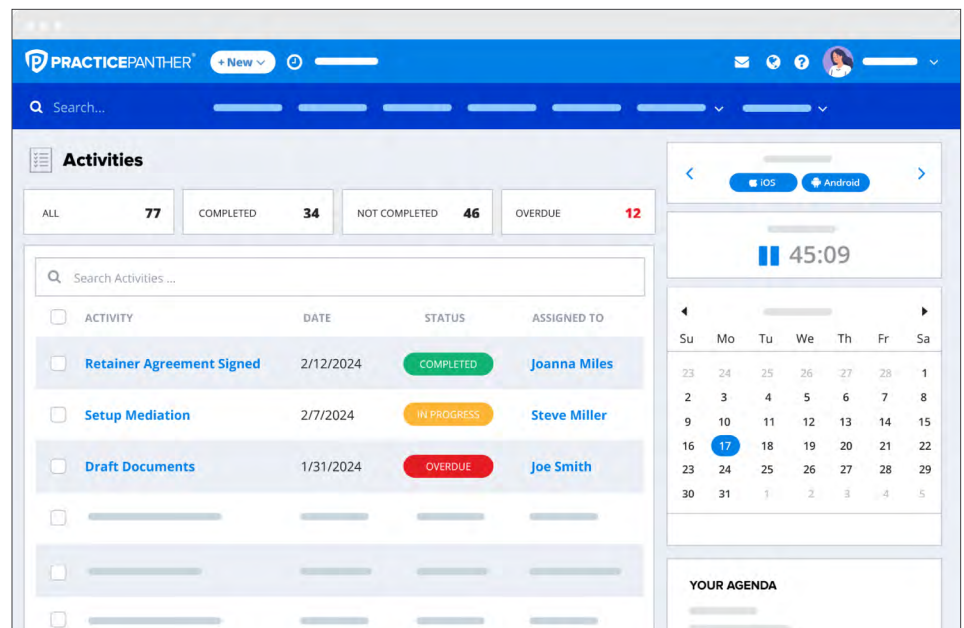 PRACTICEPANTHER® + New
Search...
Activities
ALL 77 COMPLETED 34 NOT COMPLETED 46 OVERDUE 12
Search Activities ...
ACTIVITY DATE STATUS ASSIGNED TO
Retainer Agreement Signed 2/12/2024 COMPLETED Joanna Miles
Setup Mediation 2/7/2024 IN PROGRESS Steve Miller
Draft Documents 1/31/2024 OVERDUE Joe Smith
iOS Android
45:09
Su Mo Tu We Th Fr Sa
23 24 25 26 27 28 1
2 3 4 5 6 7 8
9 10 11 12 13 14 15
16 17 18 19 20 21 22
23 24 25 26 27 28 29
30 31 1 2 3 4 5
YOUR AGENDA